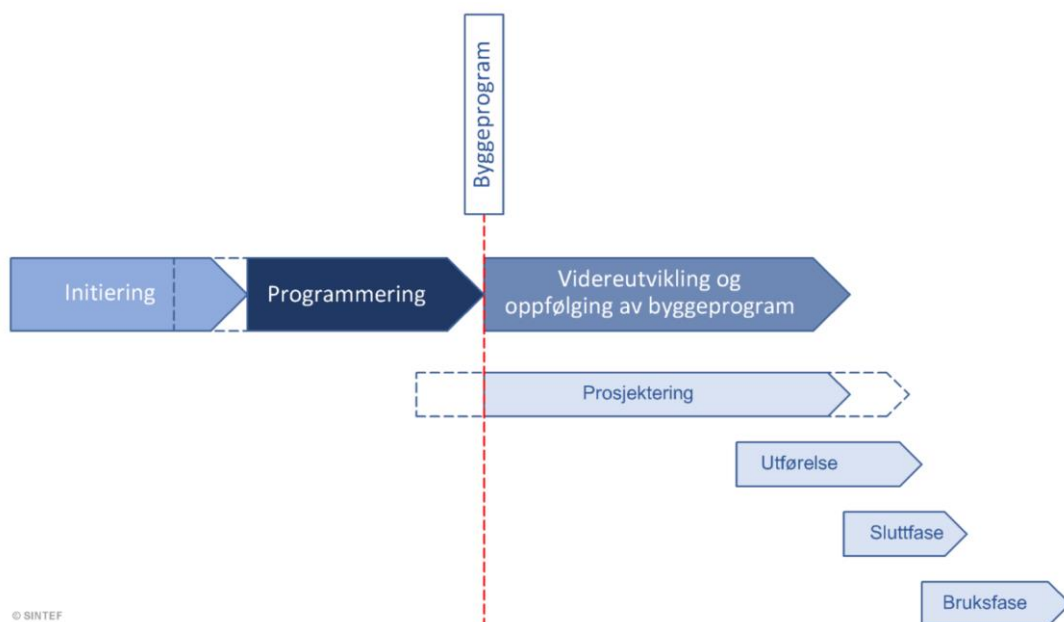 Byggeprogram
Initiering
Programmering
Videreutvikling og
oppfølging av byggeprogram
Prosjektering
Utførelse
Sluttfase
Bruksfase
© SINTEF